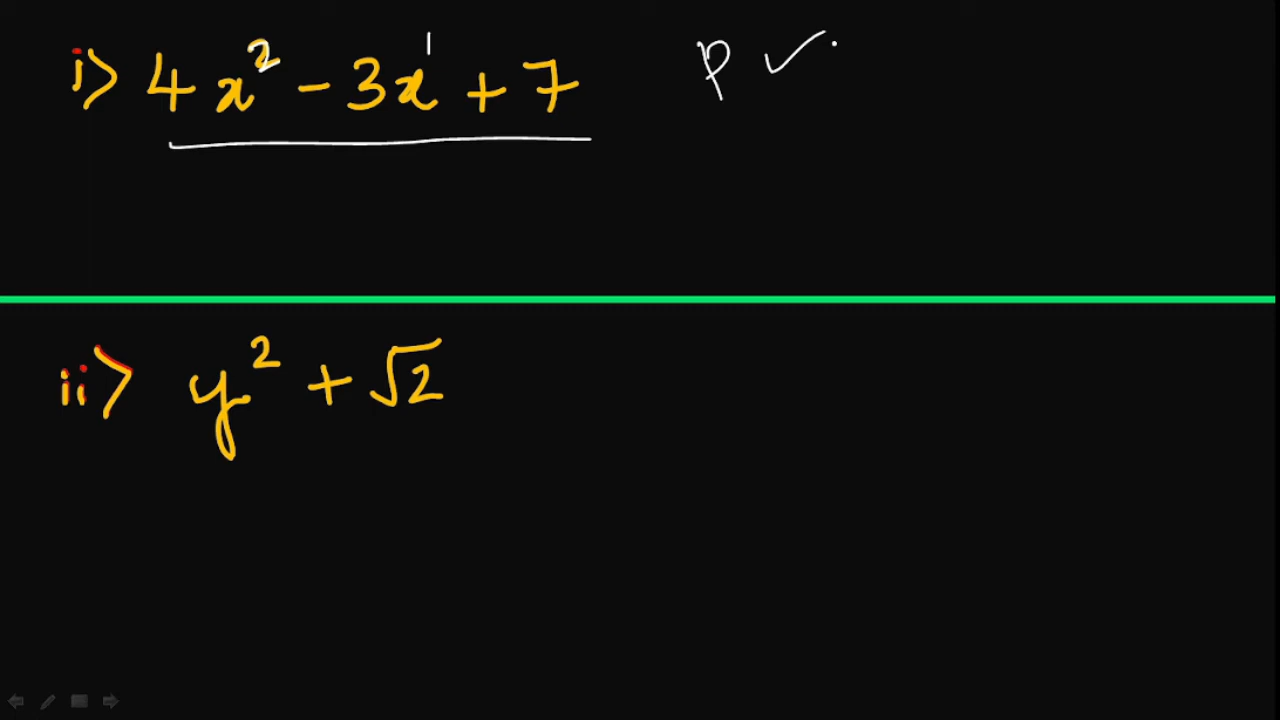 i> 4x² - 3x¹ + 7 P ✓.
ii> y² + √2